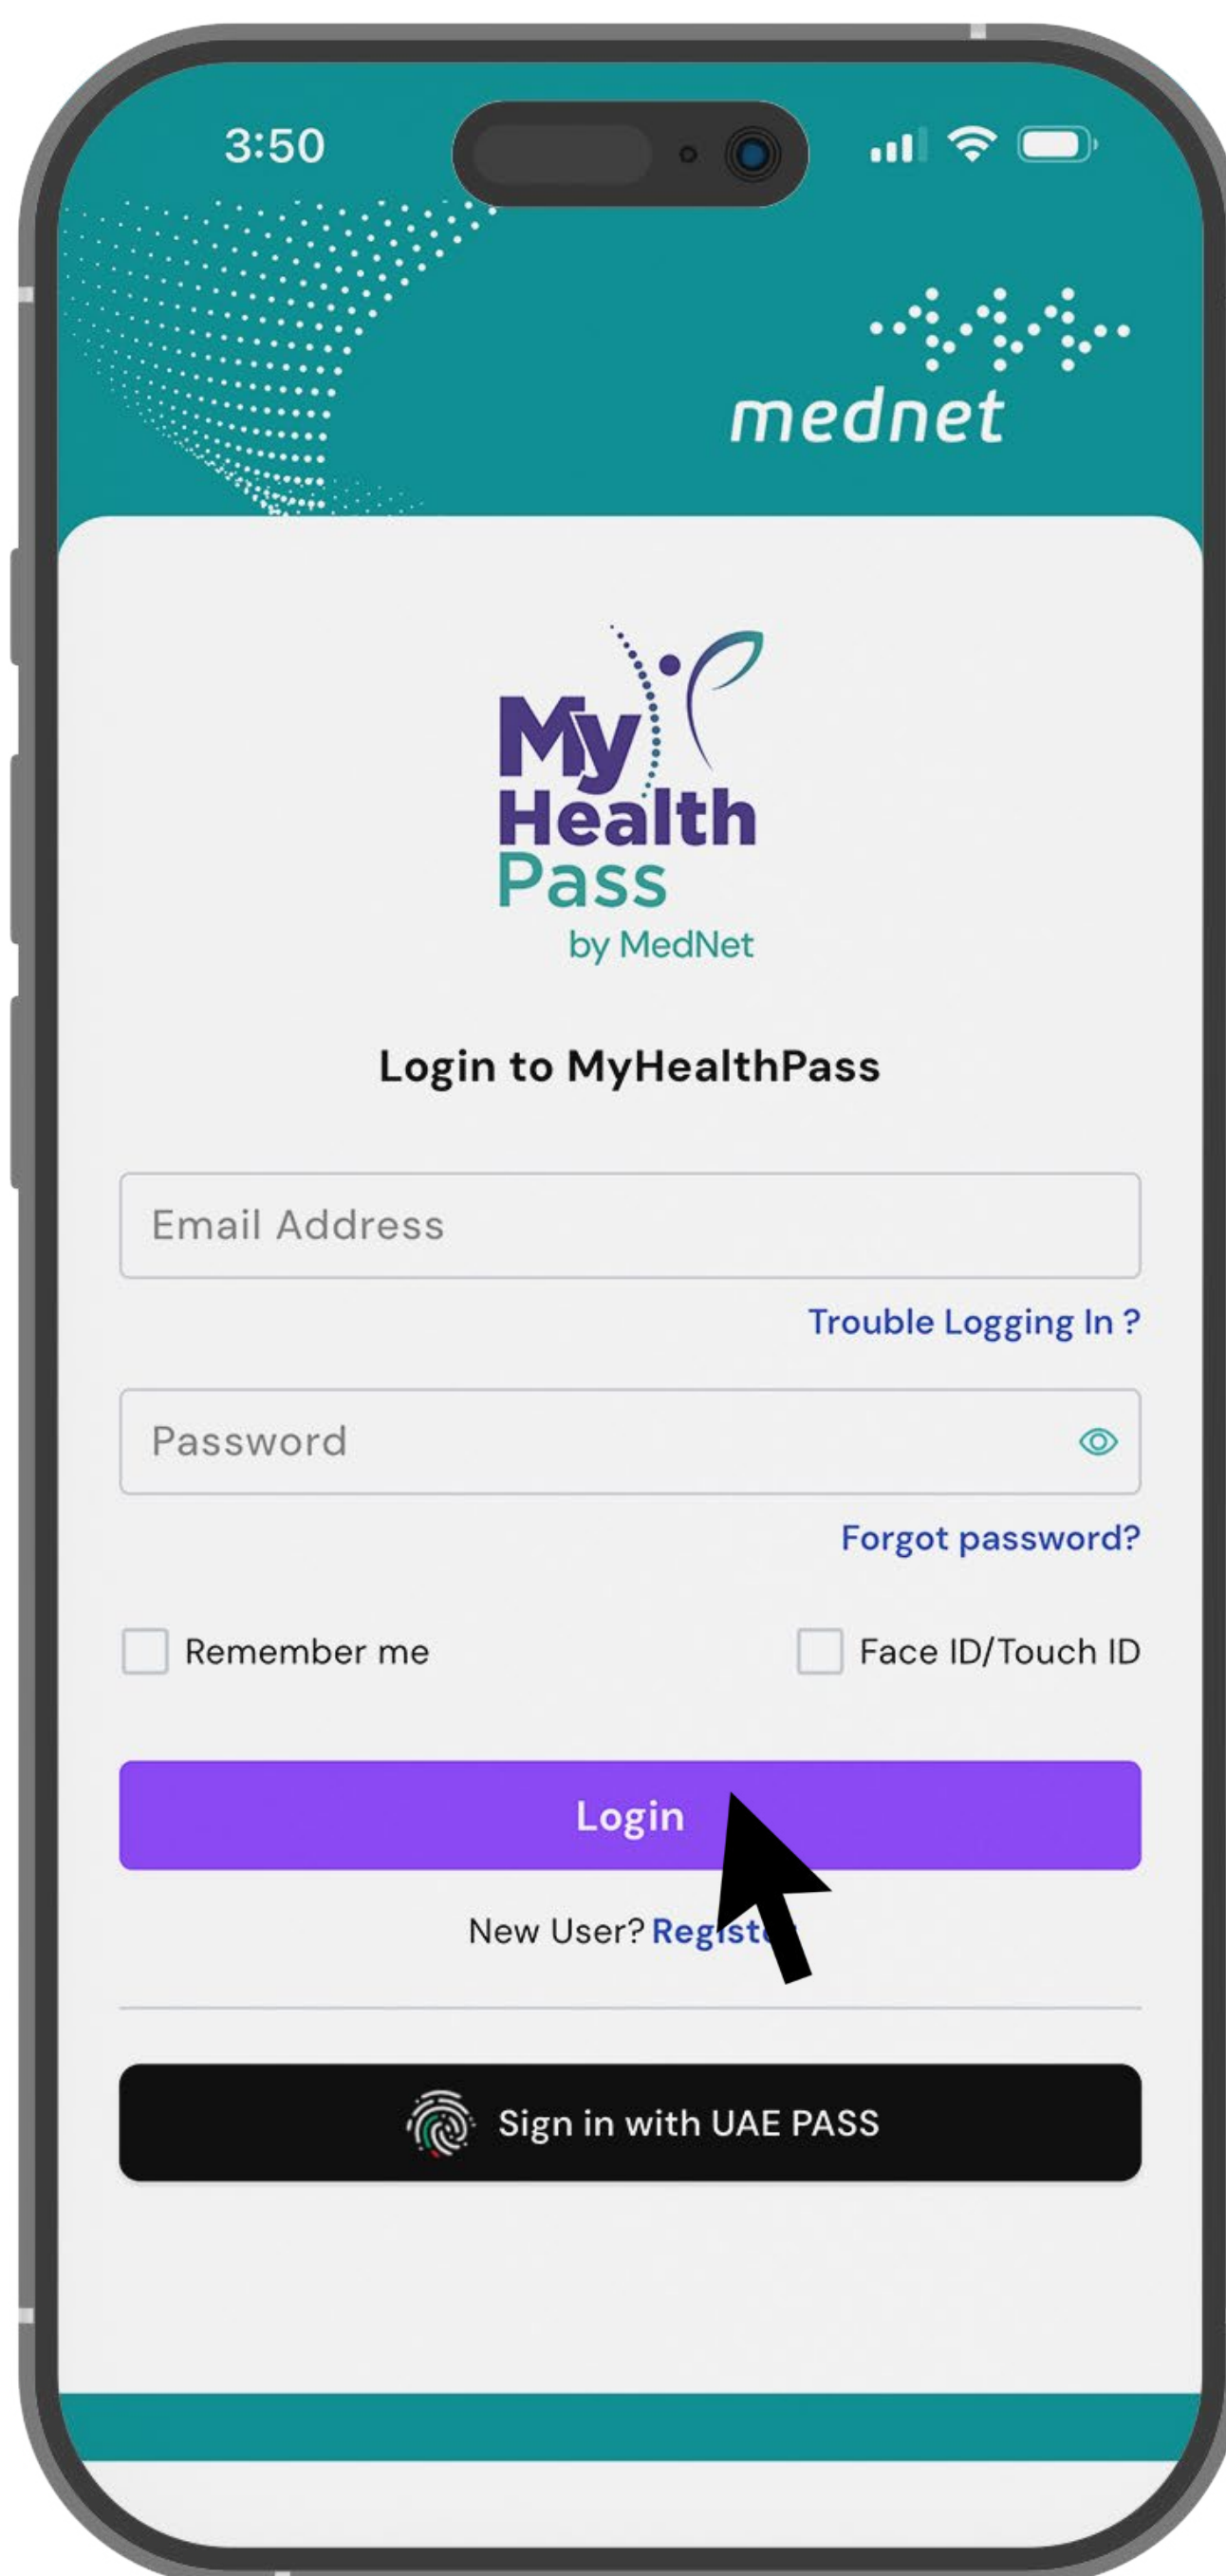 3:50
mednet
My
Health
Pass
by MedNet
Login to MyHealthPass
Email Address
Trouble Logging In ?
Password
Forgot password?
Remember me
Face ID/Touch ID
Login
New User?
Sign in with UAE PASS